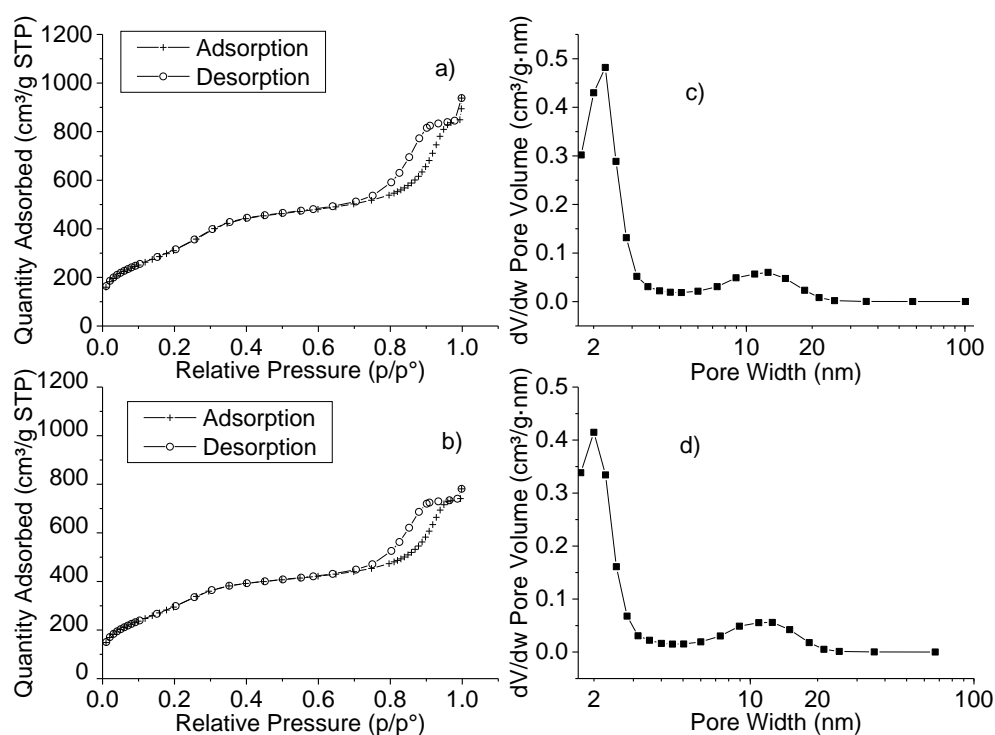 Quantity Adsorbed (cm³/g STP)
1200
1000
800
600
400
200
0
Adsorption
Desorption
a)
0.0 0.2 0.4 0.6 0.8 1.0
Relative Pressure (p/p°)
dV/dw Pore Volume (cm³/g·nm)
0.5
0.4
0.3
0.2
0.1
0.0
c)
2 10 20 100
Pore Width (nm)
Quantity Adsorbed (cm³/g STP)
1200
1000
800
600
400
200
0
Adsorption
Desorption
b)
0.0 0.2 0.4 0.6 0.8 1.0
Relative Pressure (p/p°)
dV/dw Pore Volume (cm³/g·nm)
0.5
0.4
0.3
0.2
0.1
0.0
d)
2 10 20 100
Pore Width (nm)